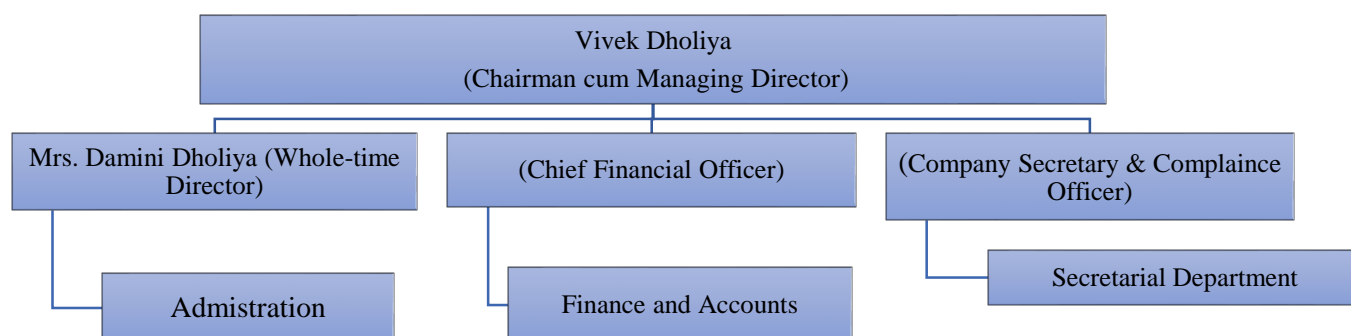 Vivek Dholiya
(Chairman cum Managing Director)
Mrs. Damini Dholiya (Whole-time
Director)
(Chief Financial Officer)
(Company Secretary & Complaince
Officer)
Admistration
Finance and Accounts
Secretarial Department